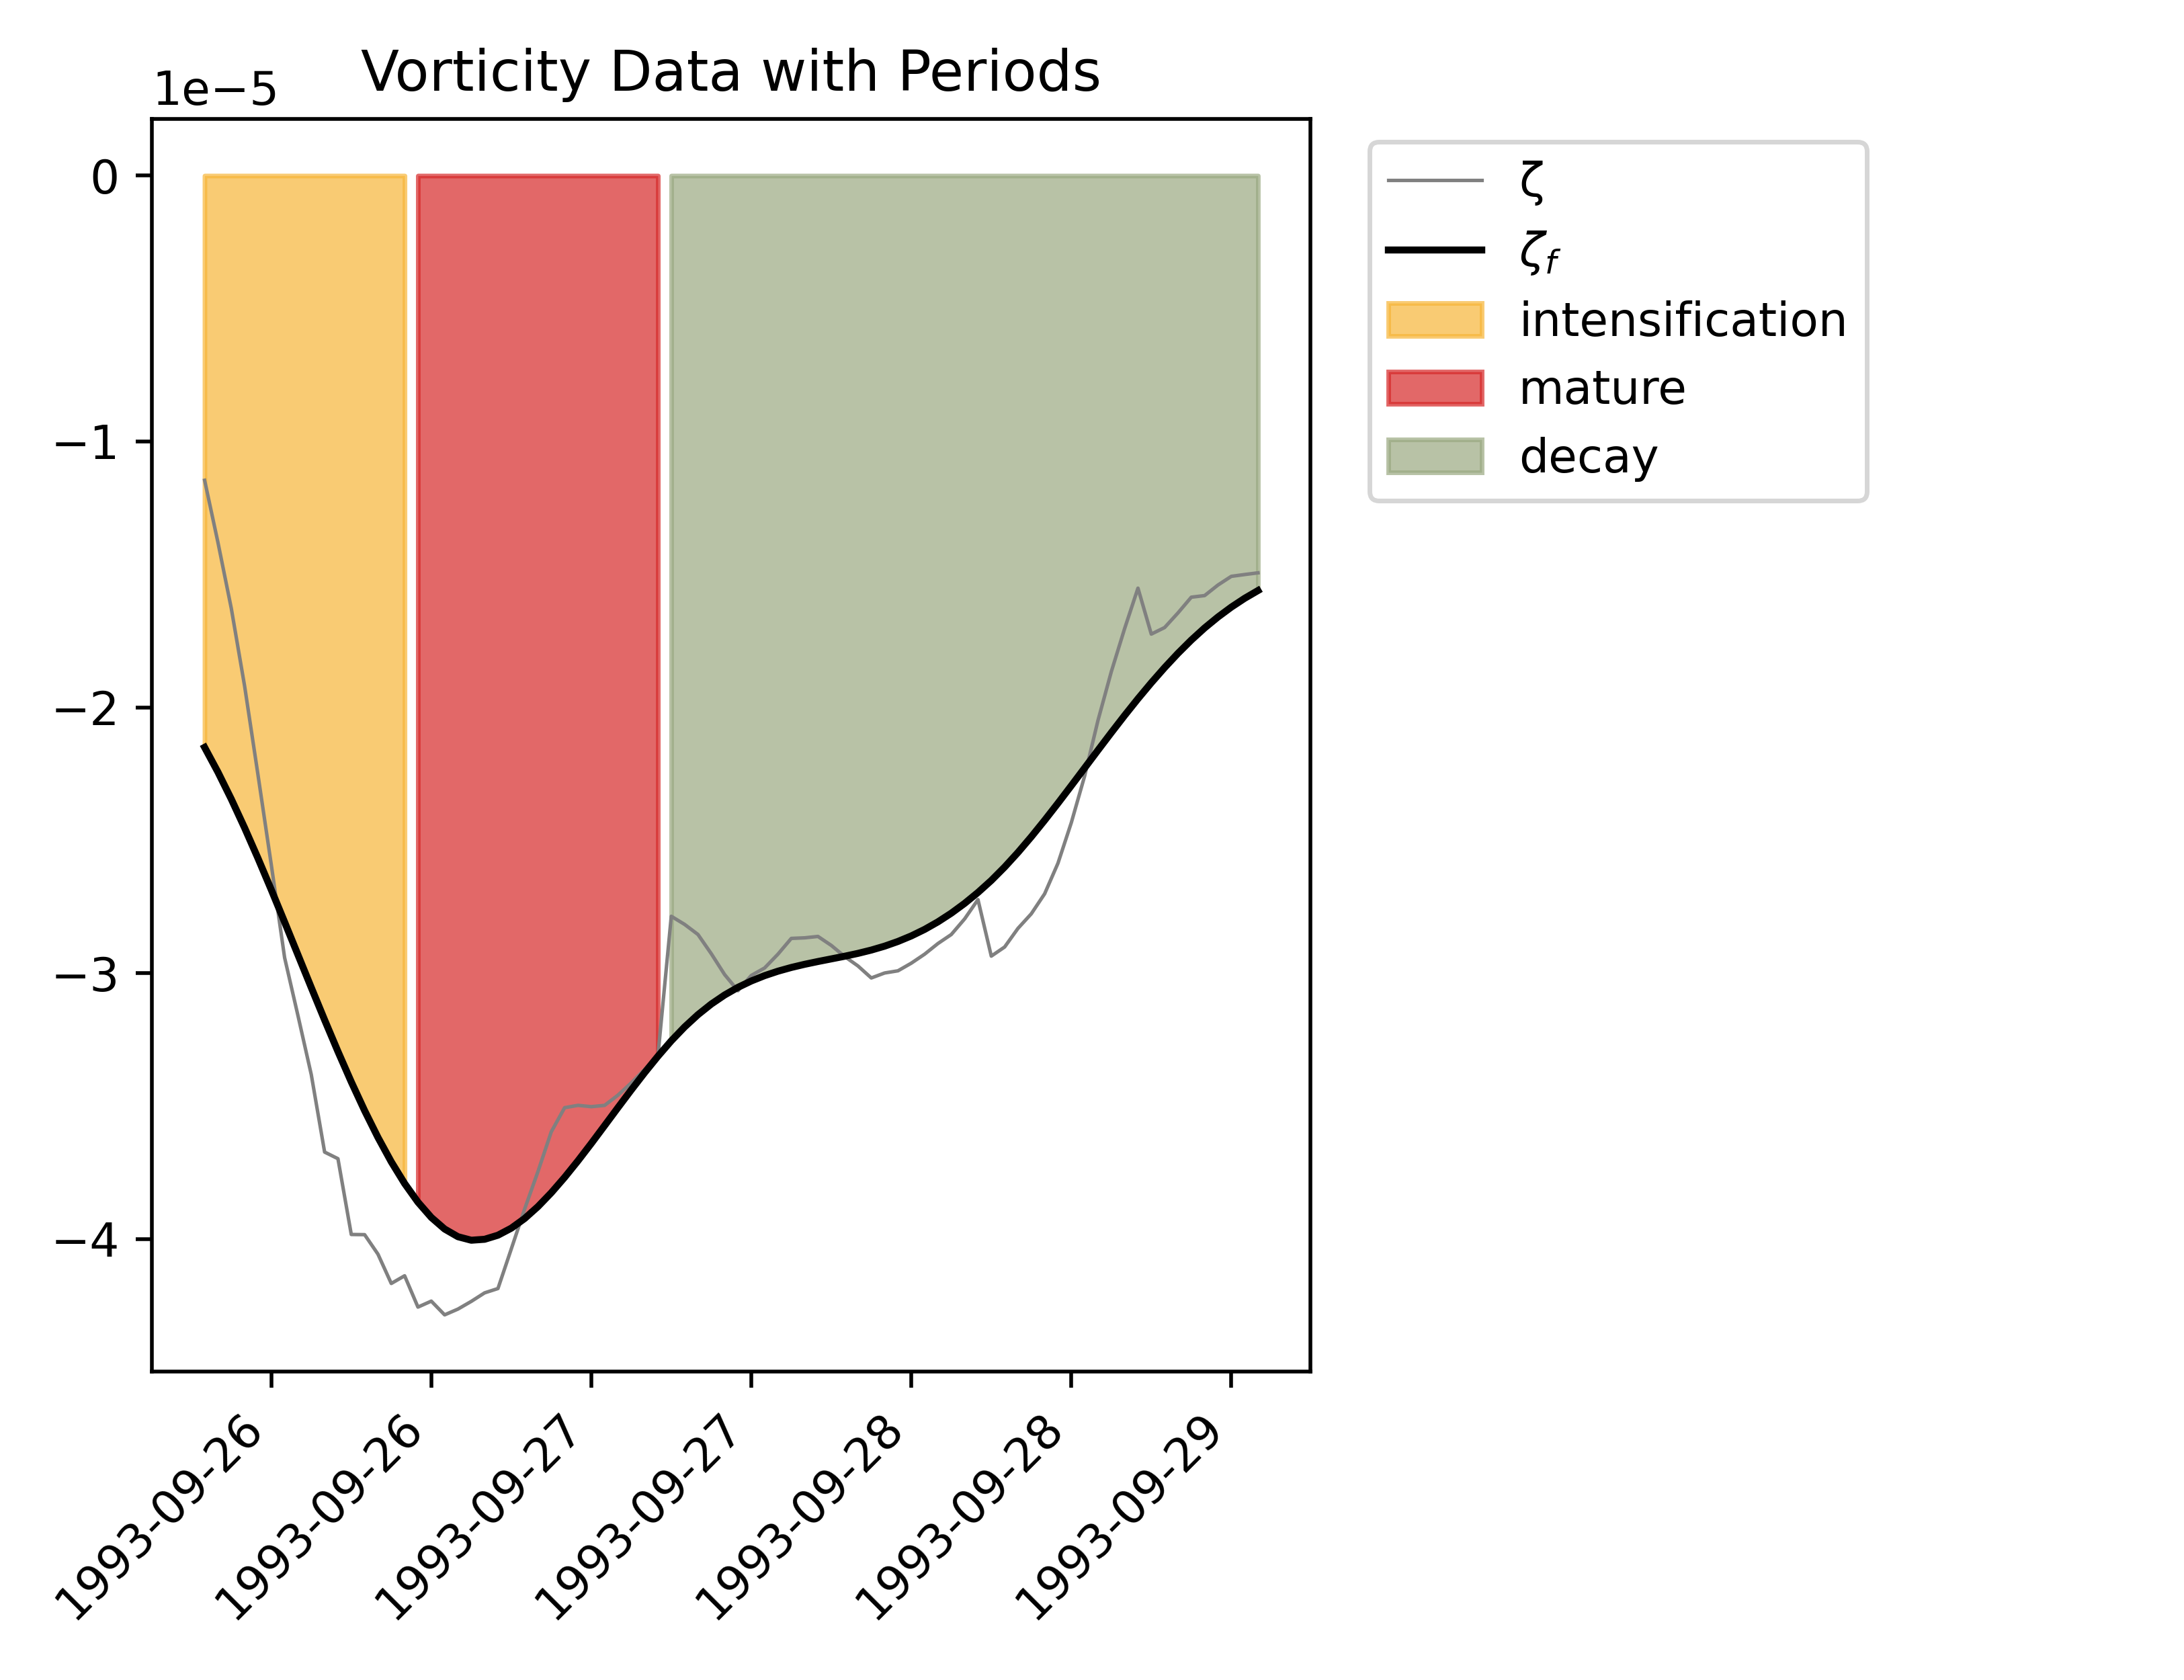 Vorticity Data with Periods
1e−5
0
−1
−2
−3
−4
1993-09-26
1993-09-26
1993-09-27
1993-09-27
1993-09-28
1993-09-28
1993-09-29
ζ
ζf
intensification
mature
decay